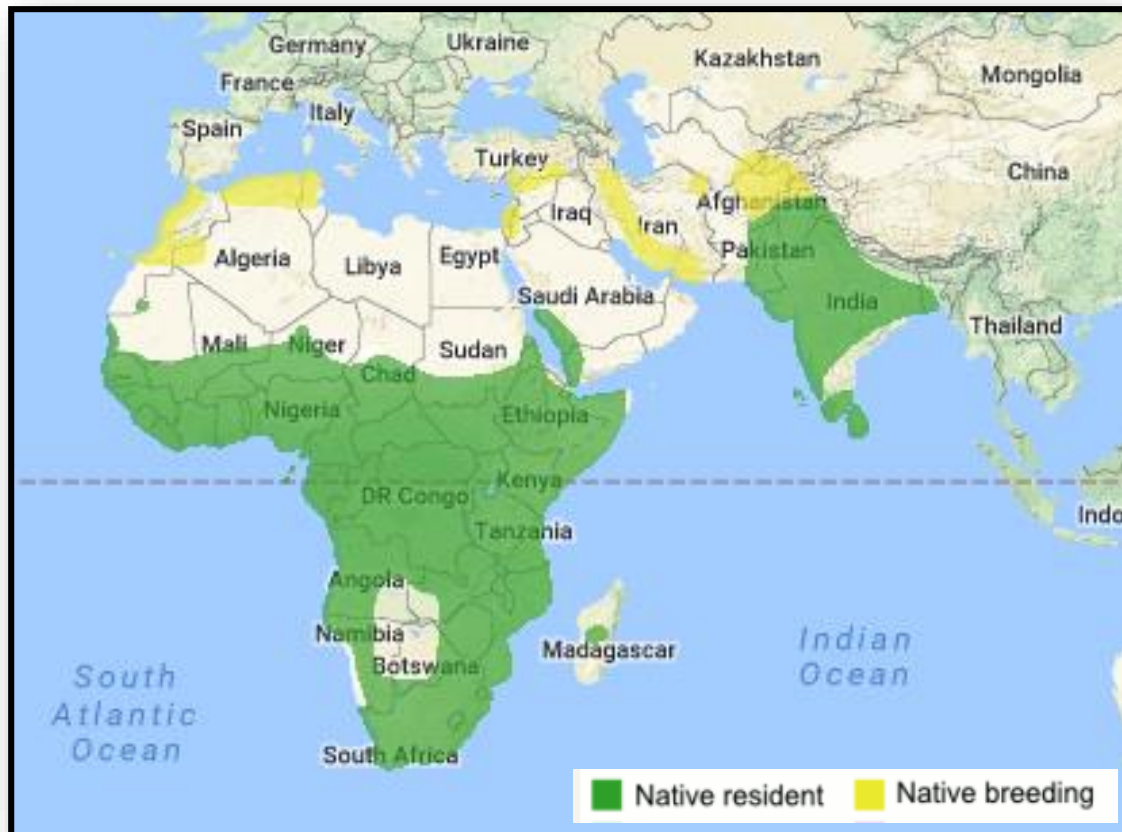 Germany
Ukraine
Kazakhstan
Mongolia
France
Italy
Spain
Turkey
China
Afghanistan
Iraq
Iran
Algeria
Libya
Egypt
Pakistan
Saudi Arabia
India
Mali
Niger
Sudan
Thailand
Chad
Nigeria
Ethiopia
Kenya
DR Congo
Indo
Tanzania
Angola
Namibia
Madagascar
Indian
Ocean
Botswana
South
Atlantic
Ocean
South Africa
Native resident
Native breeding